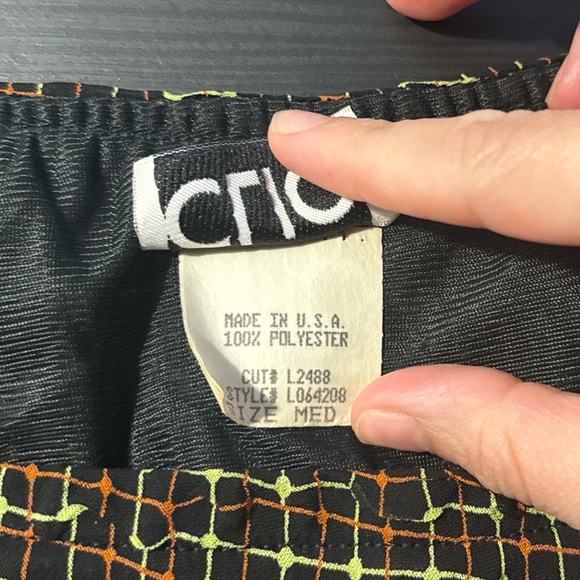 MADE IN U.S.A.
100% POLYESTER
CUT# L2488
STYLE# L064208
SIZE MED